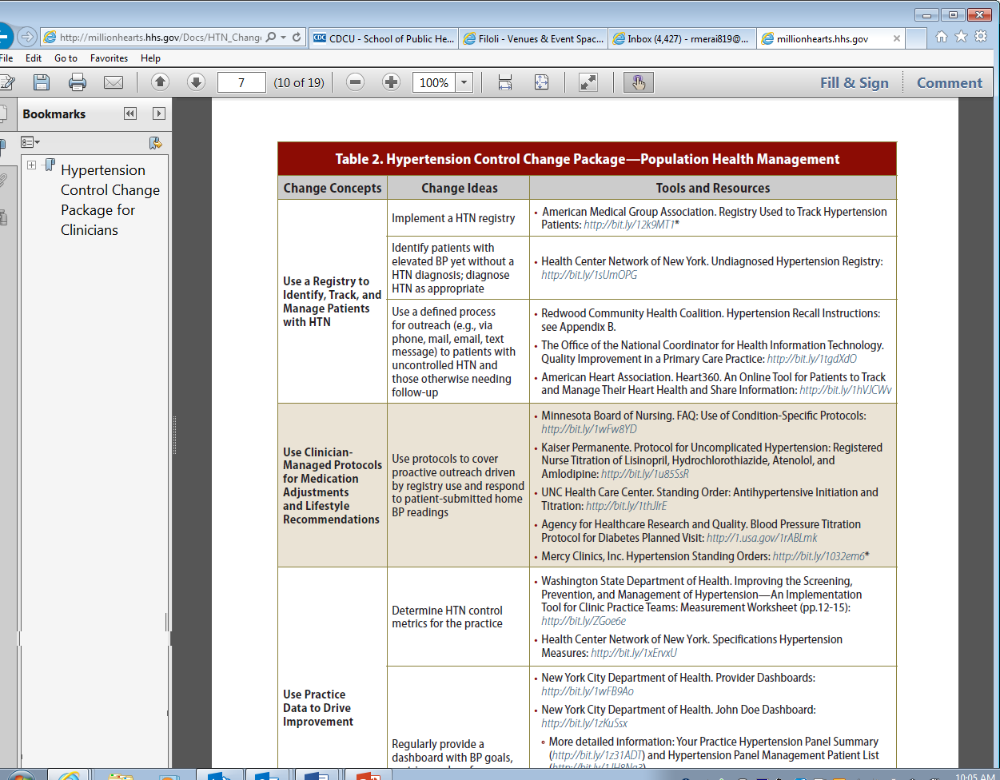 http://millionhearts.hhs.gov/Docs/HTN_Chang
CDC CDCU - School of Public He...
Filoli - Venues & Event Spac...
Inbox (4,427) - rmerai819@...
millionhearts.hhs.gov
File Edit Go to Favorites Help
7 (10 of 19) 100% Fill & Sign Comment
Bookmarks
Hypertension
Control Change
Package for
Clinicians
Table 2. Hypertension Control Change Package—Population Health Management
Change Concepts Change Ideas Tools and Resources
Use a Registry to
Identify, Track, and
Manage Patients
with HTN
Implement a HTN registry
• American Medical Group Association. Registry Used to Track Hypertension
Patients: http://bit.ly/12k9MT1*
Identify patients with
elevated BP yet without a
HTN diagnosis; diagnose
HTN as appropriate
• Health Center Network of New York. Undiagnosed Hypertension Registry:
http://bit.ly/1sUmOPG
Use a defined process
for outreach (e.g., via
phone, mail, email, text
message) to patients with
uncontrolled HTN and
those otherwise needing
follow-up
• Redwood Community Health Coalition. Hypertension Recall Instructions:
see Appendix B.
• The Office of the National Coordinator for Health Information Technology.
Quality Improvement in a Primary Care Practice: http://bit.ly/1tgdXdO
• American Heart Association. Heart360. An Online Tool for Patients to Track
and Manage Their Heart Health and Share Information: http://bit.ly/1hVJCWv
Use Clinician-
Managed Protocols
for Medication
Adjustments
and Lifestyle
Recommendations
Use protocols to cover
proactive outreach driven
by registry use and respond
to patient-submitted home
BP readings
• Minnesota Board of Nursing. FAQ: Use of Condition-Specific Protocols:
http://bit.ly/1wFw8YD
• Kaiser Permanente. Protocol for Uncomplicated Hypertension: Registered
Nurse Titration of Lisinopril, Hydrochlorothiazide, Atenolol, and
Amlodipine: http://bit.ly/1u85SsR
• UNC Health Care Center. Standing Order: Antihypertensive Initiation and
Titration: http://bit.ly/1thJlrE
• Agency for Healthcare Research and Quality. Blood Pressure Titration
Protocol for Diabetes Planned Visit: http://1.usa.gov/1rABLmk
• Mercy Clinics, Inc. Hypertension Standing Orders: http://bit.ly/1032em6*
Use Practice
Data to Drive
Improvement
Determine HTN control
metrics for the practice
• Washington State Department of Health. Improving the Screening,
Prevention, and Management of Hypertension—An Implementation
Tool for Clinic Practice Teams: Measurement Worksheet (pp.12-15):
http://bit.ly/ZGoe6e
• Health Center Network of New York. Specifications Hypertension
Measures: http://bit.ly/1xErvxU
Regularly provide a
dashboard with BP goals,
• New York City Department of Health. Provider Dashboards:
http://bit.ly/1wFB9Ao
• New York City Department of Health. John Doe Dashboard:
http://bit.ly/1zKuSsx
• More detailed information: Your Practice Hypertension Panel Summary
(http://bit.ly/1z31ADT) and Hypertension Panel Management Patient List
10:05 AM